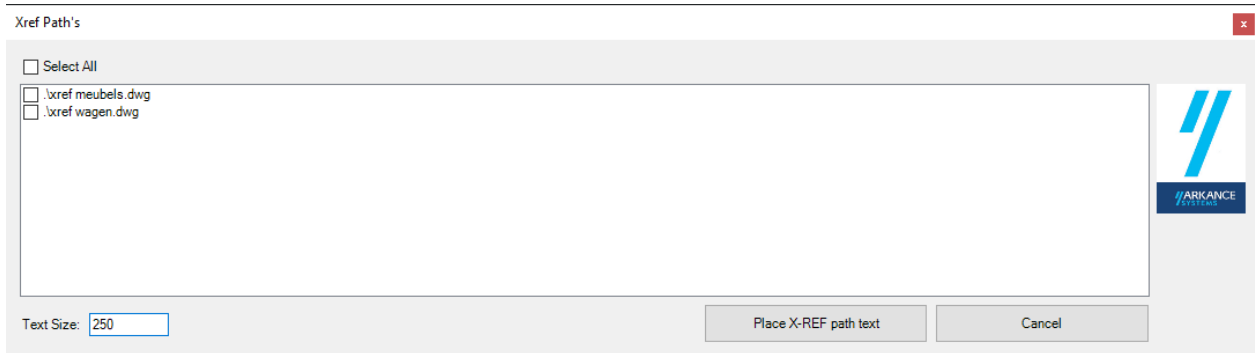 Xref Path's
x
Select All
.\xref meubels.dwg
.\xref wagen.dwg
ARKANCE
SYSTEMS
Text Size: 250
Place X-REF path text
Cancel